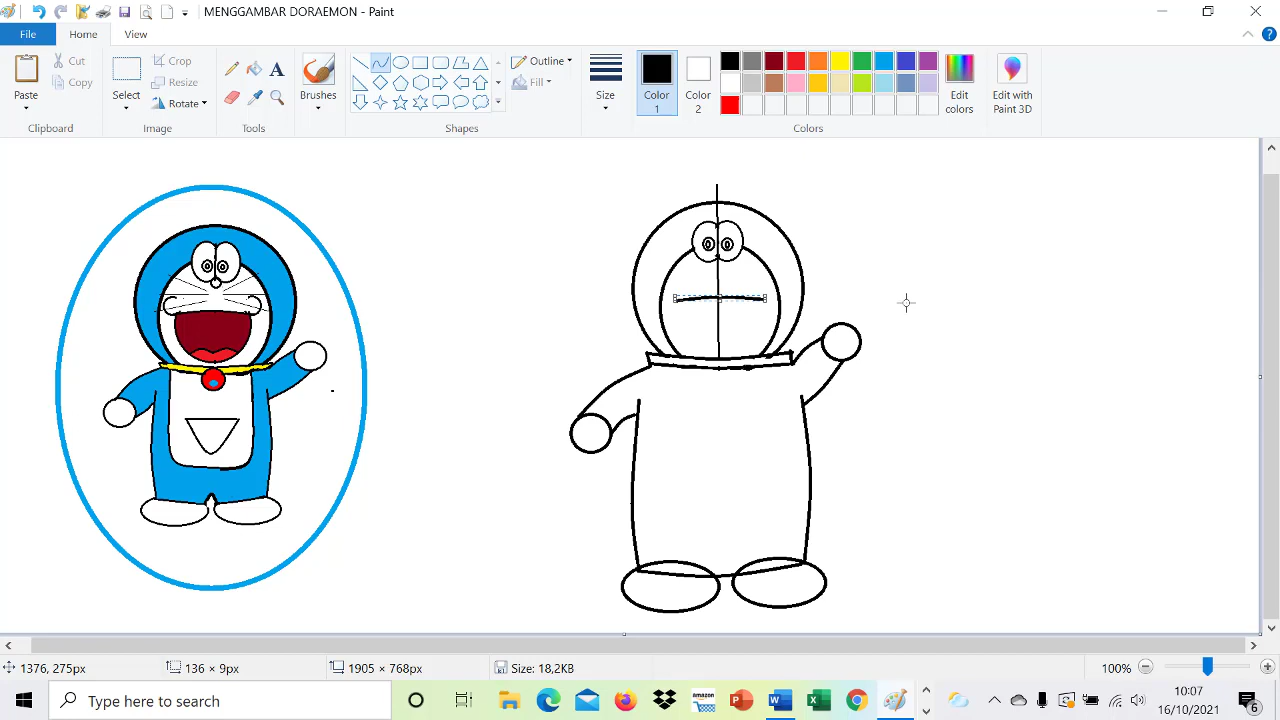 MENGGAMBAR DORAEMON - Paint
File
Home
View
Paste
Cut
Copy
Clipboard
Select
Crop
Resize
Rotate
Image
A
Tools
Brushes
Outline
Fill
Shapes
Size
Color
1
Color
2
Edit
colors
Colors
Edit with
Paint 3D
1376, 275px
136 × 9px
1905 × 768px
Size: 18.2KB
100%
Type here to search
amazon
10:07
16/10/2021
6